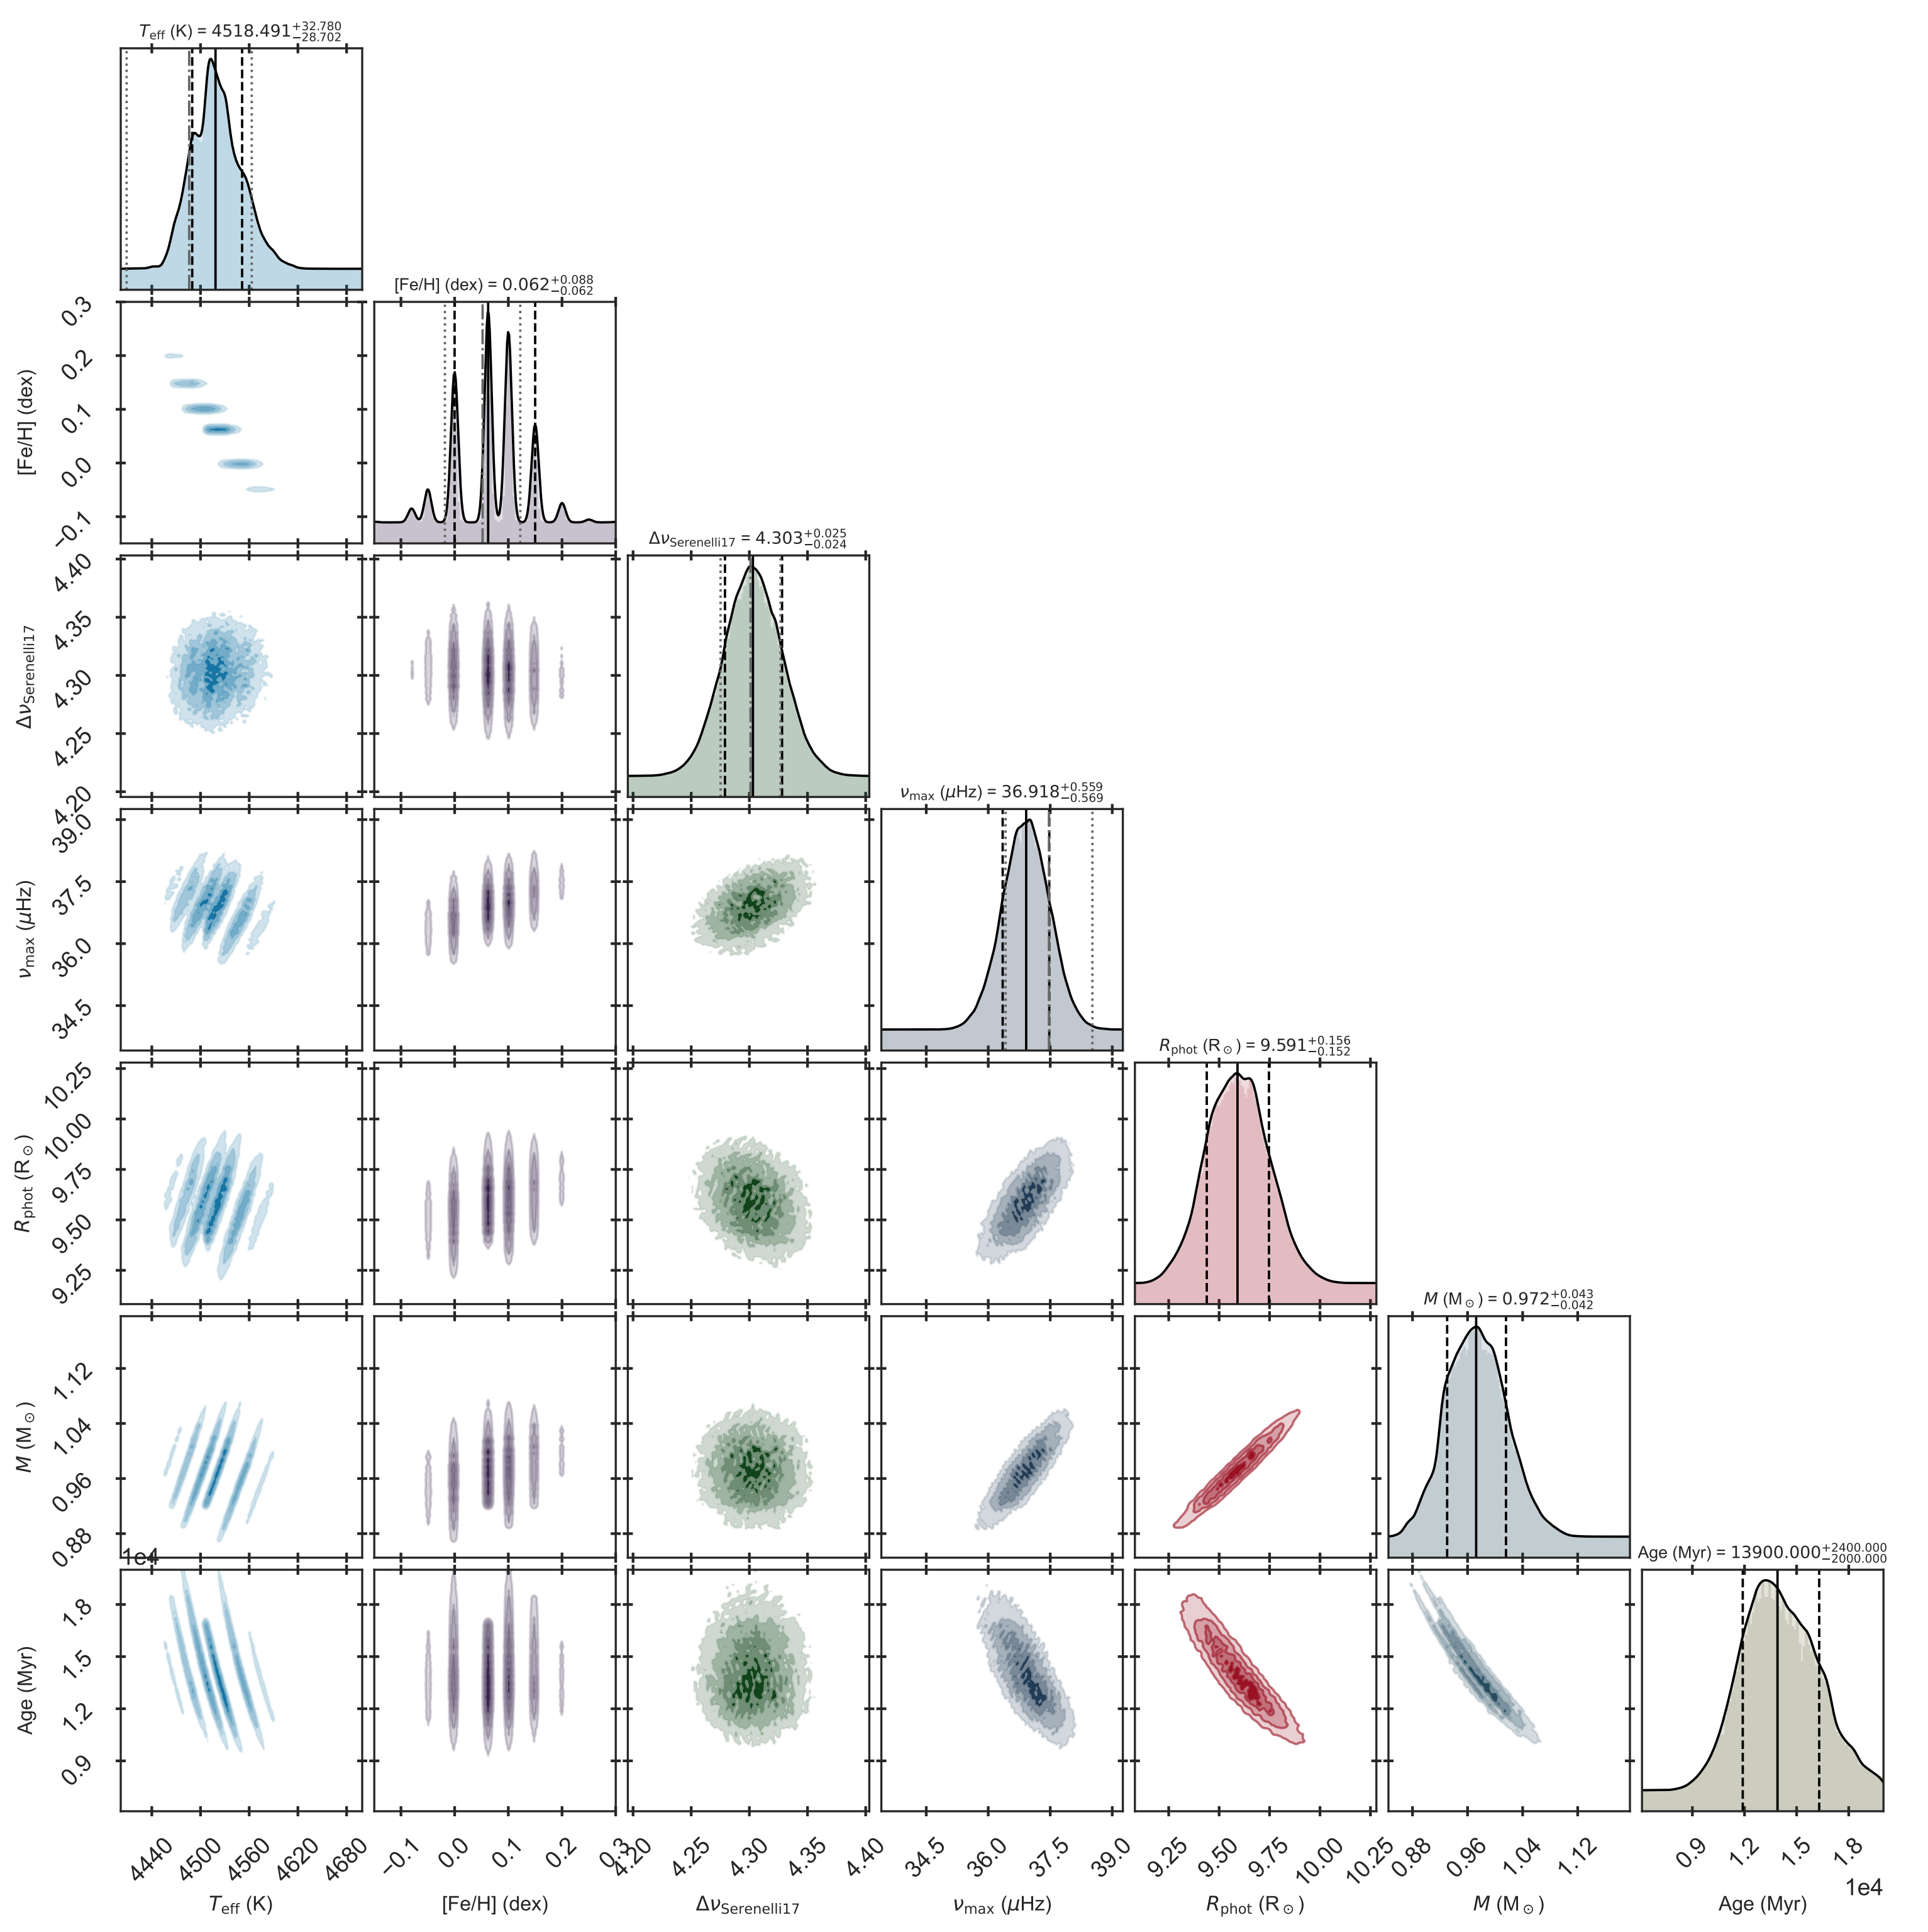 T_eff (K) = 4518.491 +32.780 −28.702
[Fe/H] (dex) = 0.062 +0.088 −0.062
0.3
0.2
0.1
0.0
−0.1
[Fe/H] (dex)
Δν_Serenelli17 = 4.303 +0.025 −0.024
4.40
4.35
4.30
4.25
4.20
Δν_Serenelli17
ν_max (μHz) = 36.918 +0.559 −0.569
39.0
37.5
36.0
34.5
ν_max (μHz)
R_phot (R_⊙) = 9.591 +0.156 −0.152
10.25
10.00
9.75
9.50
9.25
R_phot (R_⊙)
M (M_⊙) = 0.972 +0.043 −0.042
1.12
1.04
0.96
0.88
M (M_⊙)
1e4
Age (Myr) = 13900.000 +2400.000 −2000.000
1.8
1.5
1.2
0.9
Age (Myr)
4440 4500 4560 4620 4680
−0.1 0.0 0.1 0.2 0.3
4.20 4.25 4.30 4.35 4.40
34.5 36.0 37.5 39.0
9.25 9.50 9.75 10.00 10.25
0.88 0.96 1.04 1.12
0.9 1.2 1.5 1.8
1e4
T_eff (K)
[Fe/H] (dex)
Δν_Serenelli17
ν_max (μHz)
R_phot (R_⊙)
M (M_⊙)
Age (Myr)